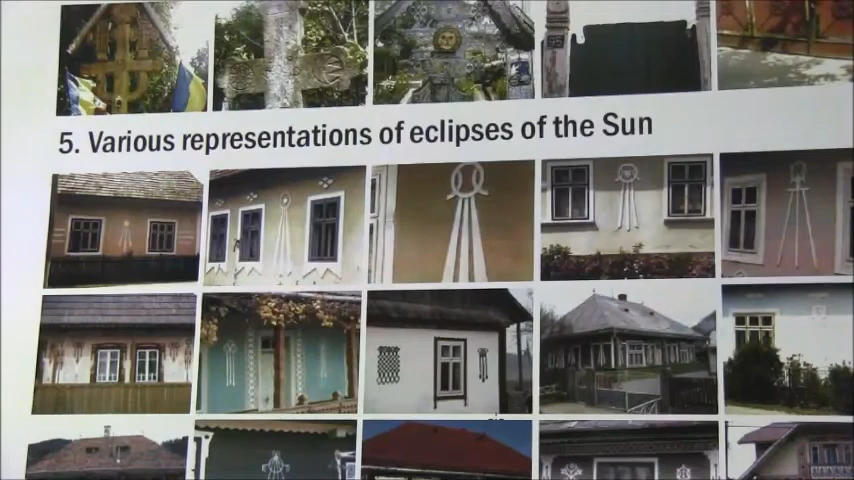 5. Various representations of eclipses of the Sun